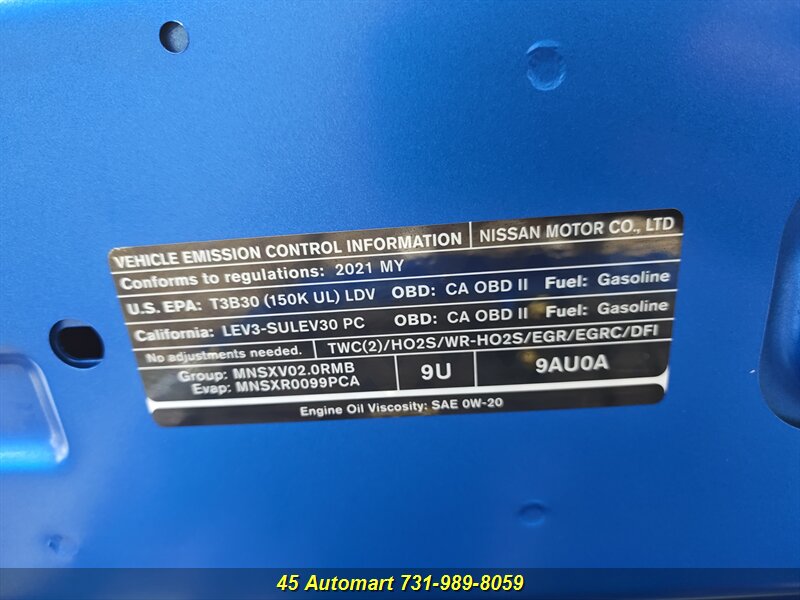 VEHICLE EMISSION CONTROL INFORMATION NISSAN MOTOR CO., LTD
Conforms to regulations: 2021 MY
U.S. EPA: T3B30 (150K UL) LDV OBD: CA OBD II Fuel: Gasoline
California: LEV3-SULEV30 PC OBD: CA OBD II Fuel: Gasoline
No adjustments needed. TWC(2)/HO2S/WR-HO2S/EGR/EGRC/DFI
Group: MNSXV02.0RMB
Evap: MNSXR0099PCA
9U 9AU0A
Engine Oil Viscosity: SAE 0W-20
45 Automart 731-989-8059